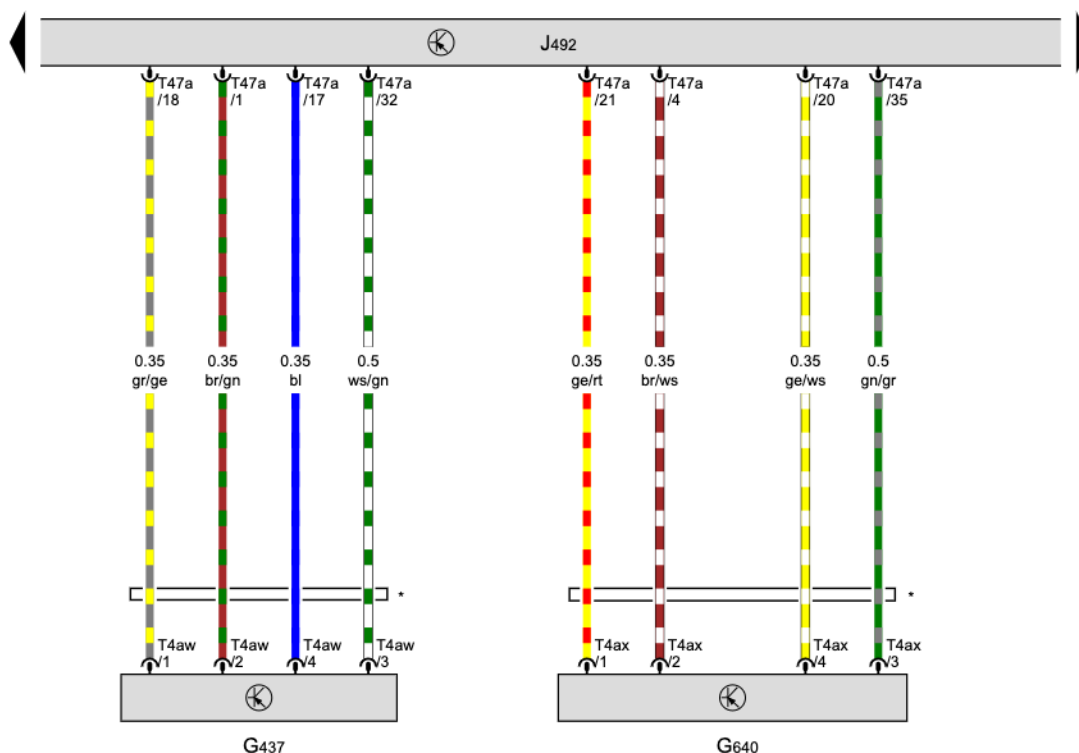 J492
T47a T47a T47a T47a T47a T47a T47a T47a
/18 /1 /17 /32 /21 /4 /20 /35
0.35 0.35 0.35 0.5 0.35 0.35 0.35 0.5
gr/ge br/gn bl ws/gn ge/rt br/ws ge/ws gn/gr
* *
T4aw T4aw T4aw T4aw T4ax T4ax T4ax T4ax
/1 /2 /4 /3 /1 /2 /4 /3
G437 G640